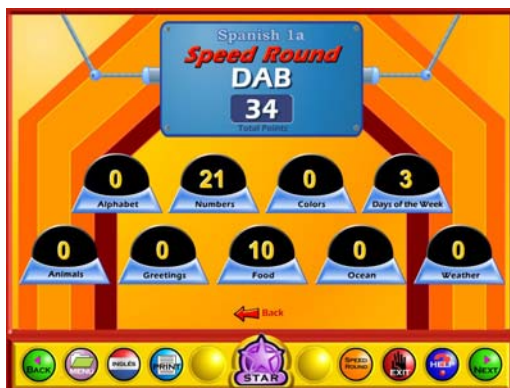 Spanish 1a
Speed Round
DAB
34
Total Points
0 21 0 3
Alphabet Numbers Colors Days of the Week
0 0 10 0 0
Animals Greetings Food Ocean Weather
Back
BACK MENU INGLÉS PRINT STAR SPEED ROUND EXIT HELP NEXT